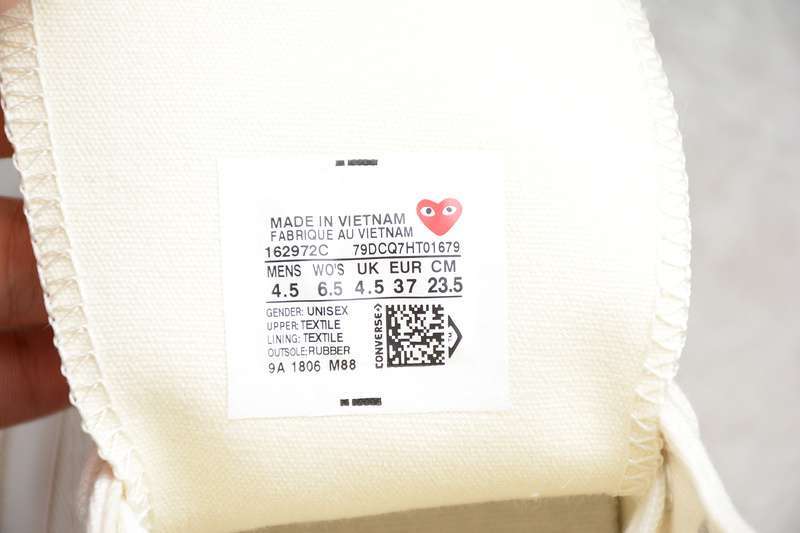 MADE IN VIETNAM
FABRIQUE AU VIETNAM
162972C 79DCQ7HT01679
MENS WO'S UK EUR CM
4.5 6.5 4.5 37 23.5
GENDER: UNISEX
UPPER: TEXTILE
LINING: TEXTILE
OUTSOLE: RUBBER
9A 1806 M88
CONVERSE